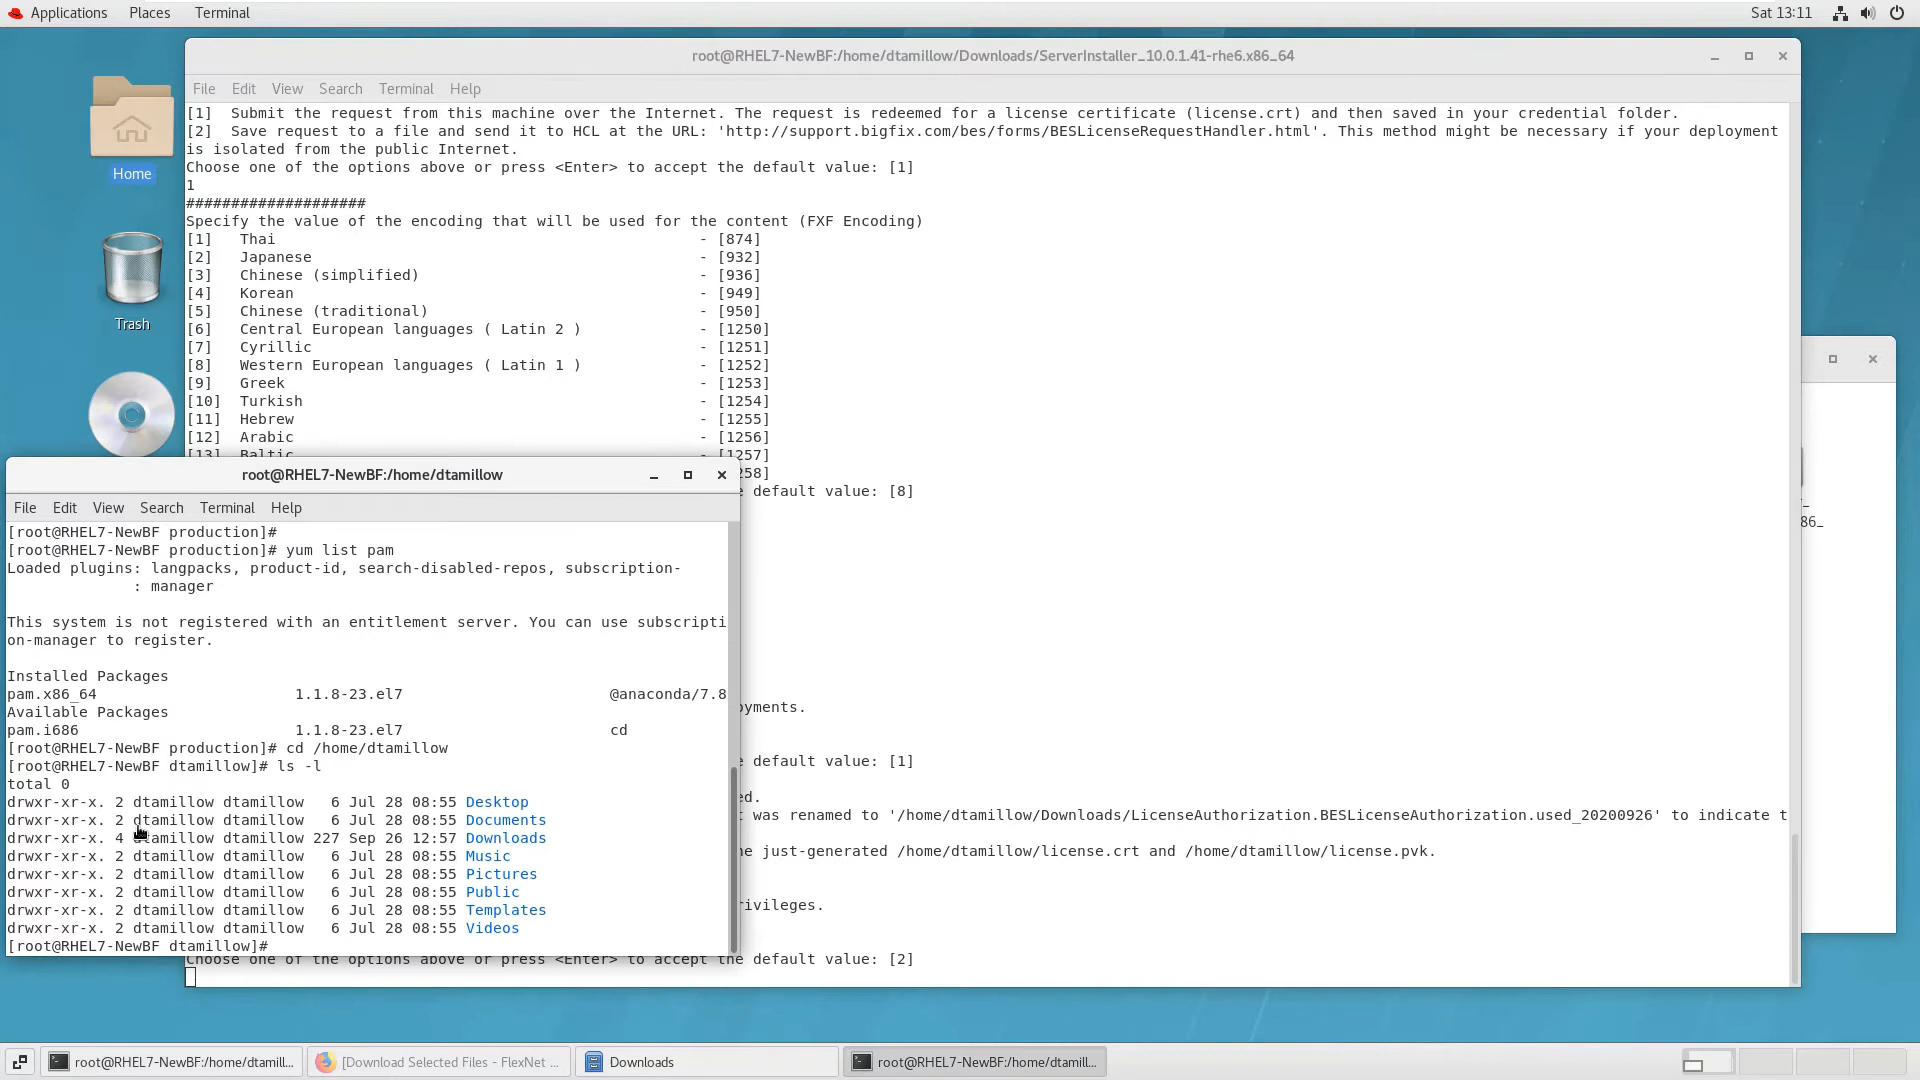 Applications Places Terminal Sat 13:11
root@RHEL7-NewBF:/home/dtamillow/Downloads/ServerInstaller_10.0.1.41-rhe6.x86_64
File Edit View Search Terminal Help
[1] Submit the request from this machine over the Internet. The request is redeemed for a license certificate (license.crt) and then saved in your credential folder.
[2] Save request to a file and send it to HCL at the URL: 'http://support.bigfix.com/bes/forms/BESLicenseRequestHandler.html'. This method might be necessary if your deployment
is isolated from the public Internet.
Choose one of the options above or press <Enter> to accept the default value: [1]
1
####################
Specify the value of the encoding that will be used for the content (FXF Encoding)
[1] Thai - [874]
[2] Japanese - [932]
[3] Chinese (simplified) - [936]
[4] Korean - [949]
[5] Chinese (traditional) - [950]
[6] Central European languages ( Latin 2 ) - [1250]
[7] Cyrillic - [1251]
[8] Western European languages ( Latin 1 ) - [1252]
[9] Greek - [1253]
[10] Turkish - [1254]
[11] Hebrew - [1255]
[12] Arabic - [1256]
[13] Baltic - [1257]
258]
default value: [8]
yments.
default value: [1]
ed.
was renamed to '/home/dtamillow/Downloads/LicenseAuthorization.BESLicenseAuthorization.used_20200926' to indicate t
e just-generated /home/dtamillow/license.crt and /home/dtamillow/license.pvk.
rivileges.
Choose one of the options above or press <Enter> to accept the default value: [2]
Home
Trash
86_
root@RHEL7-NewBF:/home/dtamillow
File Edit View Search Terminal Help
[root@RHEL7-NewBF production]#
[root@RHEL7-NewBF production]# yum list pam
Loaded plugins: langpacks, product-id, search-disabled-repos, subscription-
: manager
This system is not registered with an entitlement server. You can use subscripti
on-manager to register.
Installed Packages
pam.x86_64 1.1.8-23.el7 @anaconda/7.8
Available Packages
pam.i686 1.1.8-23.el7 cd
[root@RHEL7-NewBF production]# cd /home/dtamillow
[root@RHEL7-NewBF dtamillow]# ls -l
total 0
drwxr-xr-x. 2 dtamillow dtamillow 6 Jul 28 08:55 Desktop
drwxr-xr-x. 2 dtamillow dtamillow 6 Jul 28 08:55 Documents
drwxr-xr-x. 4 dtamillow dtamillow 227 Sep 26 12:57 Downloads
drwxr-xr-x. 2 dtamillow dtamillow 6 Jul 28 08:55 Music
drwxr-xr-x. 2 dtamillow dtamillow 6 Jul 28 08:55 Pictures
drwxr-xr-x. 2 dtamillow dtamillow 6 Jul 28 08:55 Public
drwxr-xr-x. 2 dtamillow dtamillow 6 Jul 28 08:55 Templates
drwxr-xr-x. 2 dtamillow dtamillow 6 Jul 28 08:55 Videos
[root@RHEL7-NewBF dtamillow]#
root@RHEL7-NewBF:/home/dtamill... [Download Selected Files - FlexNet ... Downloads root@RHEL7-NewBF:/home/dtamill...